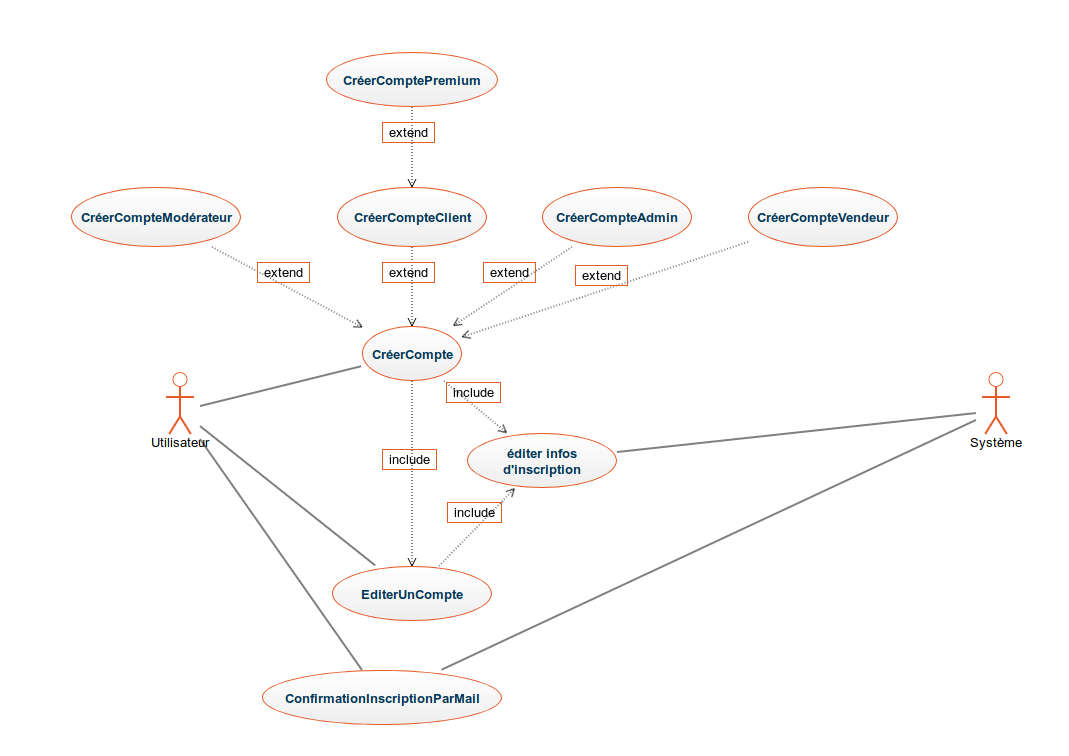 CréerComptePremium
extend
CréerCompteModérateur
CréerCompteClient
CréerCompteAdmin
CréerCompteVendeur
extend
extend
extend
extend
CréerCompte
include
Utilisateur
Système
include
éditer infos
d'inscription
include
EditerUnCompte
ConfirmationInscriptionParMail